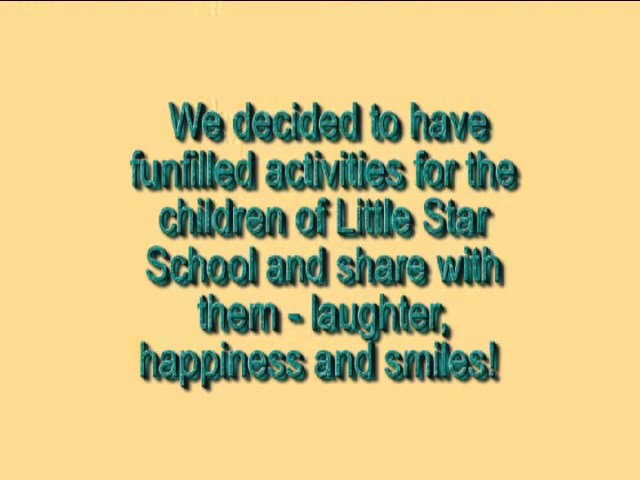 We decided to have
funfilled activities for the
children of Little Star
School and share with
them - laughter,
happiness and smiles!